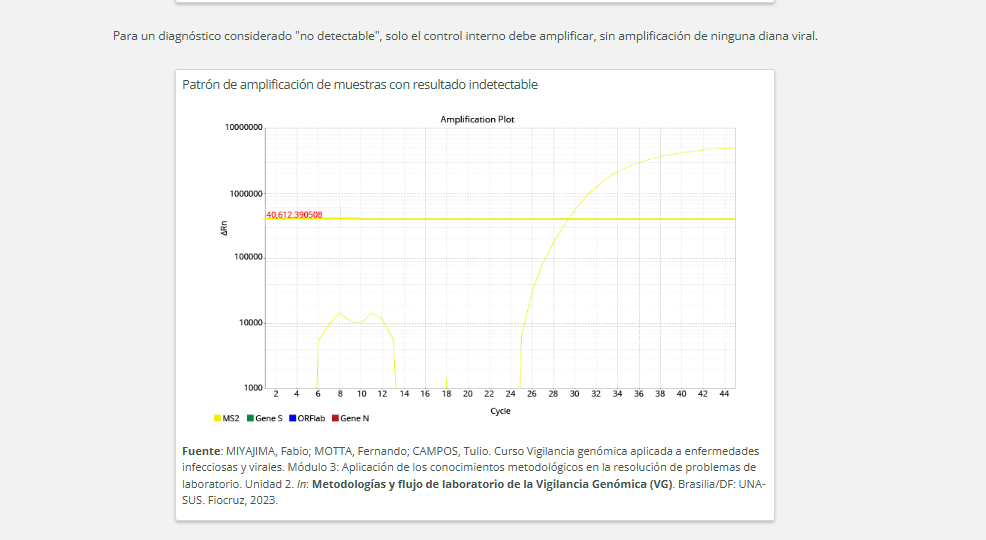 Para un diagnóstico considerado "no detectable", solo el control interno debe amplificar, sin amplificación de ninguna diana viral.
Patrón de amplificación de muestras con resultado indetectable
Amplification Plot
10000000
1000000
40,612.390508
100000
10000
1000
ΔRn
2 4 6 8 10 12 14 16 18 20 22 24 26 28 30 32 34 36 38 40 42 44
Cycle
MS2 Gene S ORFlab Gene N
Fuente: MIYAJIMA, Fabio; MOTTA, Fernando; CAMPOS, Tulio. Curso Vigilancia genómica aplicada a enfermedades
infecciosas y virales. Módulo 3: Aplicación de los conocimientos metodológicos en la resolución de problemas de
laboratorio. Unidad 2. In: Metodologías y flujo de laboratorio de la Vigilancia Genómica (VG). Brasilia/DF: UNA-
SUS. Fiocruz, 2023.